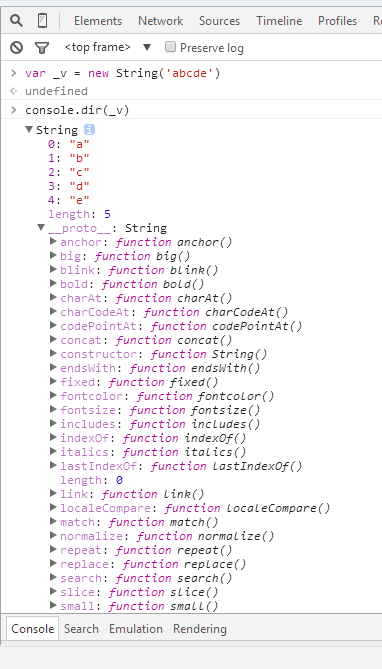 Elements Network Sources Timeline Profiles
<top frame> ▼ Preserve log
> var _v = new String('abcde')
undefined
> console.dir(_v)
▼String i
0: "a"
1: "b"
2: "c"
3: "d"
4: "e"
length: 5
▼__proto__: String
▶anchor: function anchor()
▶big: function big()
▶blink: function blink()
▶bold: function bold()
▶charAt: function charAt()
▶charCodeAt: function charCodeAt()
▶codePointAt: function codePointAt()
▶concat: function concat()
▶constructor: function String()
▶endsWith: function endsWith()
▶fixed: function fixed()
▶fontcolor: function fontcolor()
▶fontsize: function fontsize()
▶includes: function includes()
▶indexOf: function indexOf()
▶italics: function italics()
▶lastIndexOf: function lastIndexOf()
length: 0
▶link: function link()
▶localeCompare: function localeCompare()
▶match: function match()
▶normalize: function normalize()
▶repeat: function repeat()
▶replace: function replace()
▶search: function search()
▶slice: function slice()
▶small: function small()
Console Search Emulation Rendering